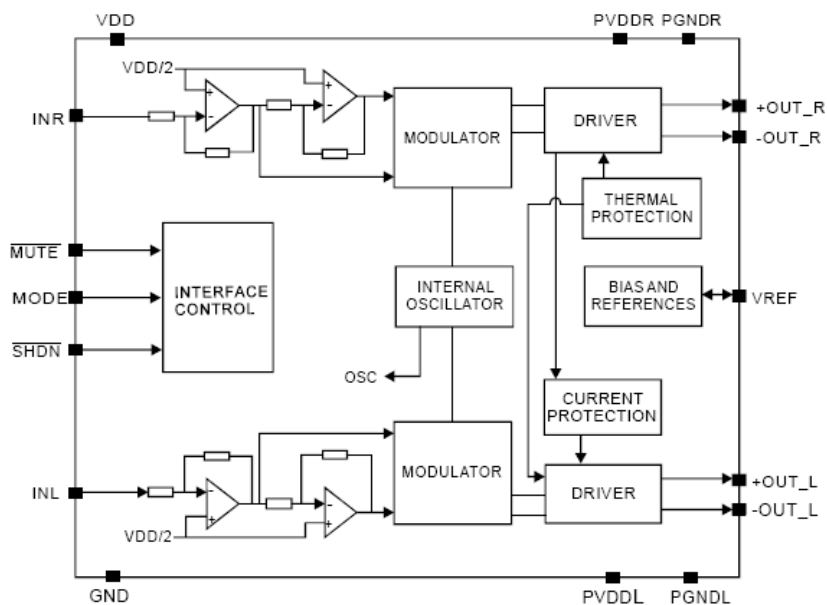 VDD
PVDDR
PGNDR
VDD/2
INR
MODULATOR
DRIVER
+OUT_R
-OUT_R
THERMAL
PROTECTION
MUTE
MODE
SHDN
INTERFACE
CONTROL
INTERNAL
OSCILLATOR
BIAS AND
REFERENCES
VREF
OSC
CURRENT
PROTECTION
INL
MODULATOR
DRIVER
+OUT_L
-OUT_L
VDD/2
GND
PVDDL
PGNDL